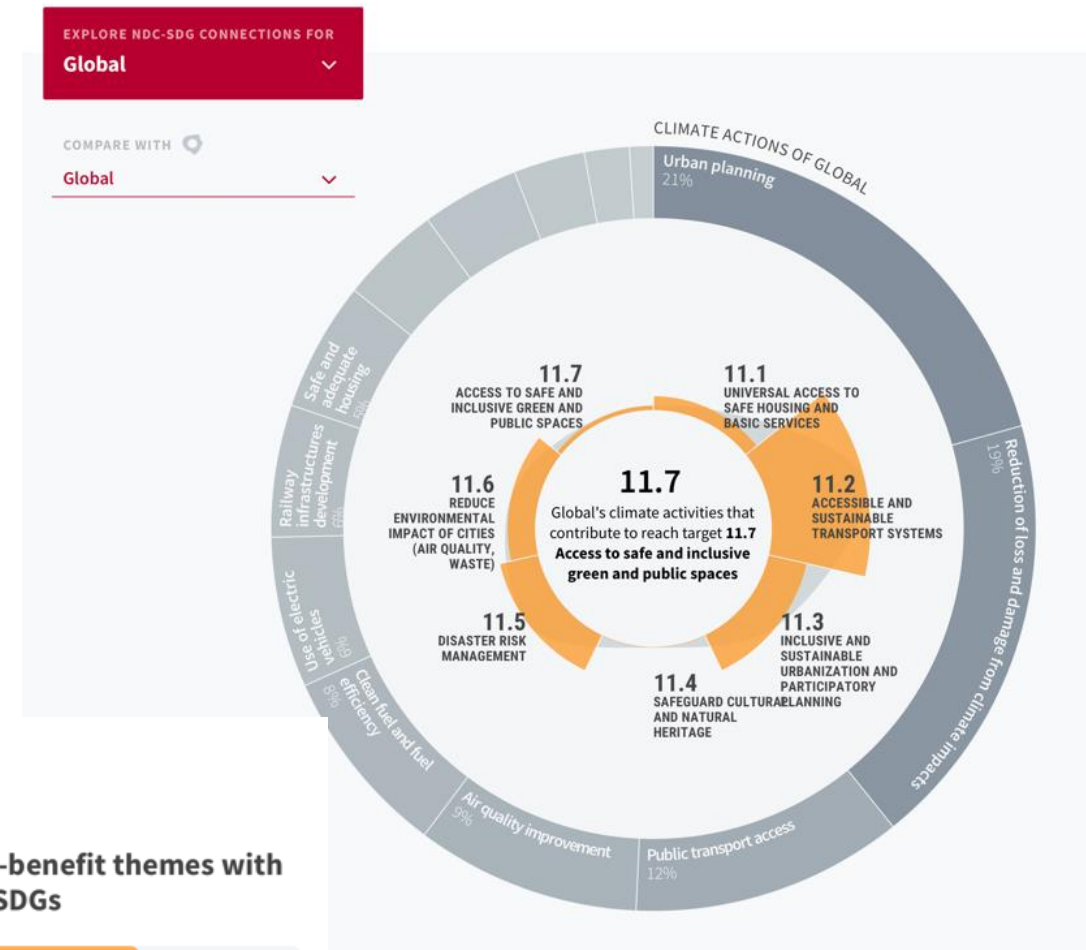 EXPLORE NDC-SDG CONNECTIONS FOR
Global
COMPARE WITH
Global
CLIMATE ACTIONS OF GLOBAL
Urban planning
21%
Reduction of loss and damage from climate impacts
19%
Public transport access
12%
Air quality improvement
9%
Clean fuel and fuel
efficiency
8%
Use of electric
vehicles
6%
Railway
infrastructures
development
6%
Safe and
adequate
housing
11.1
UNIVERSAL ACCESS TO
SAFE HOUSING AND
BASIC SERVICES
11.2
ACCESSIBLE AND
SUSTAINABLE
TRANSPORT SYSTEMS
11.3
INCLUSIVE AND
SUSTAINABLE
URBANIZATION AND
PARTICIPATORY
PLANNING
11.4
SAFEGUARD CULTURAL
AND NATURAL
HERITAGE
11.5
DISASTER RISK
MANAGEMENT
11.6
REDUCE
ENVIRONMENTAL
IMPACT OF CITIES
(AIR QUALITY,
WASTE)
11.7
ACCESS TO SAFE AND
INCLUSIVE GREEN AND
PUBLIC SPACES
11.7
Global's climate activities that
contribute to reach target 11.7
Access to safe and inclusive
green and public spaces
-benefit themes with
SDGs